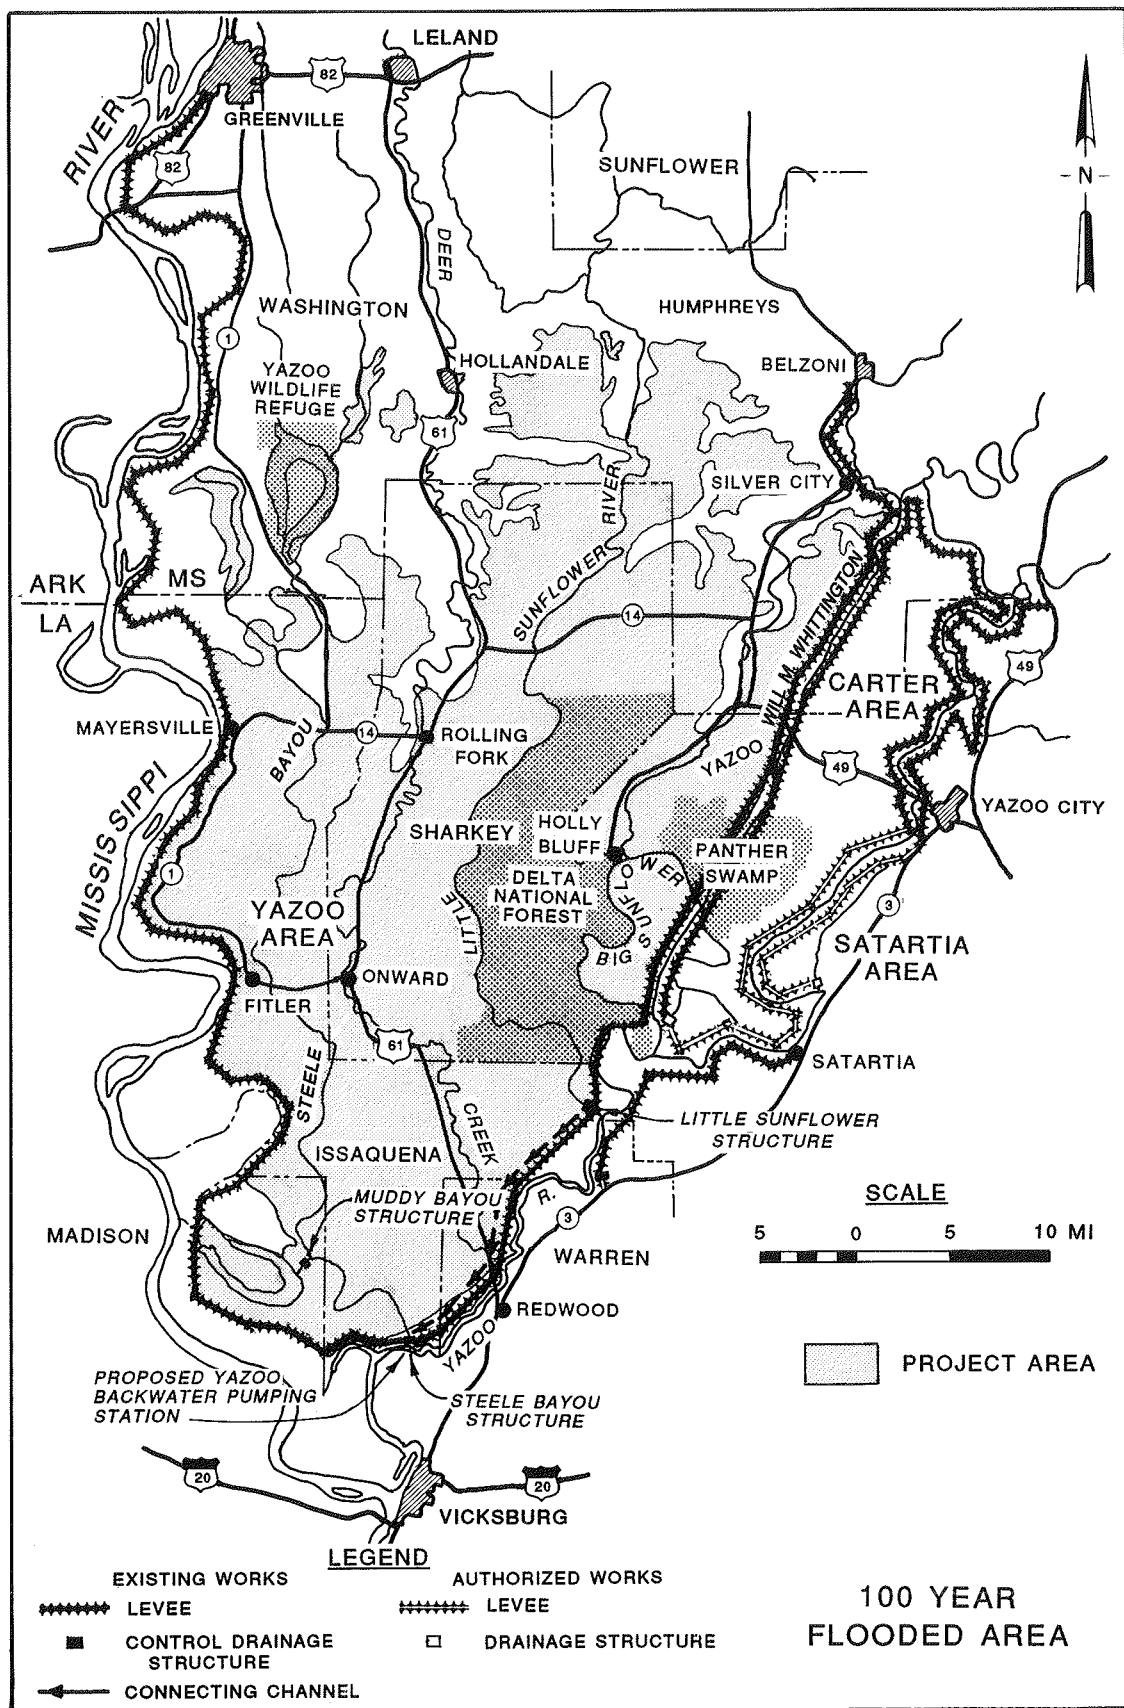 LELAND
82
GREENVILLE
RIVER
82
SUNFLOWER
N
DEER
WASHINGTON
HUMPHREYS
1
HOLLANDALE
BELZONI
YAZOO
WILDLIFE
REFUGE
61
SILVER CITY
RIVER
ARK
MS
LA
SUNFLOWER
14
WILL M. WHITTINGTON
CARTER
AREA
49
MAYERSVILLE
BAYOU
14
ROLLING
FORK
YAZOO
49
YAZOO CITY
MISSISSIPPI
SHARKEY
HOLLY
BLUFF
PANTHER
SWAMP
1
DELTA
NATIONAL
FOREST
BIG SUNFLOWER
LITTLE
3
YAZOO
AREA
SATARTIA
AREA
ONWARD
FITLER
61
STEELE
SATARTIA
CREEK
LITTLE SUNFLOWER
STRUCTURE
ISSAQUENA
MUDDY BAYOU
STRUCTURE
R.
3
SCALE
MADISON
WARREN
5 0 5 10 MI
REDWOOD
YAZOO
PROJECT AREA
PROPOSED YAZOO
BACKWATER PUMPING
STATION
STEELE BAYOU
STRUCTURE
20
20
VICKSBURG
LEGEND
EXISTING WORKS
AUTHORIZED WORKS
LEVEE
LEVEE
CONTROL DRAINAGE
STRUCTURE
DRAINAGE STRUCTURE
CONNECTING CHANNEL
100 YEAR
FLOODED AREA